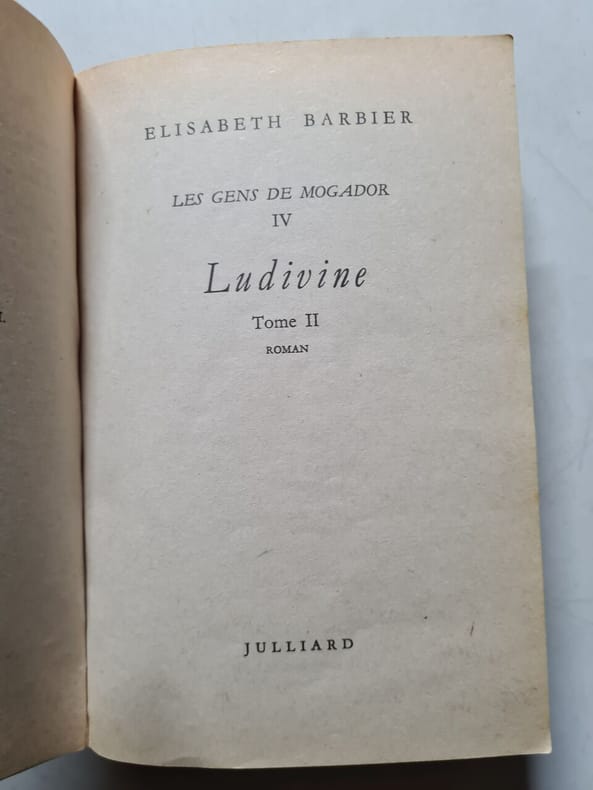 ELISABETH BARBIER
LES GENS DE MOGADOR
IV
Ludivine
Tome II
ROMAN
JULLIARD